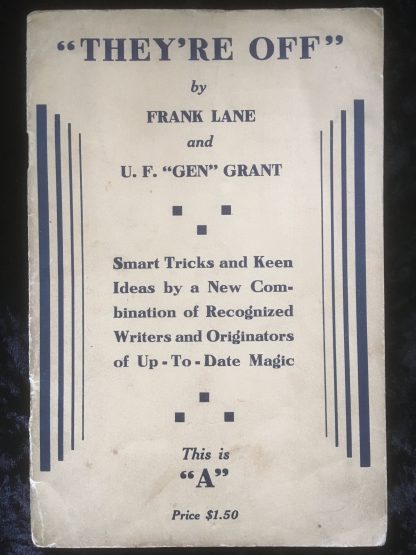 “THEY’RE OFF”
by
FRANK LANE
and
U. F. “GEN” GRANT
Smart Tricks and Keen
Ideas by a New Com-
bination of Recognized
Writers and Originators
of Up-To-Date Magic
This is
“A”
Price $1.50